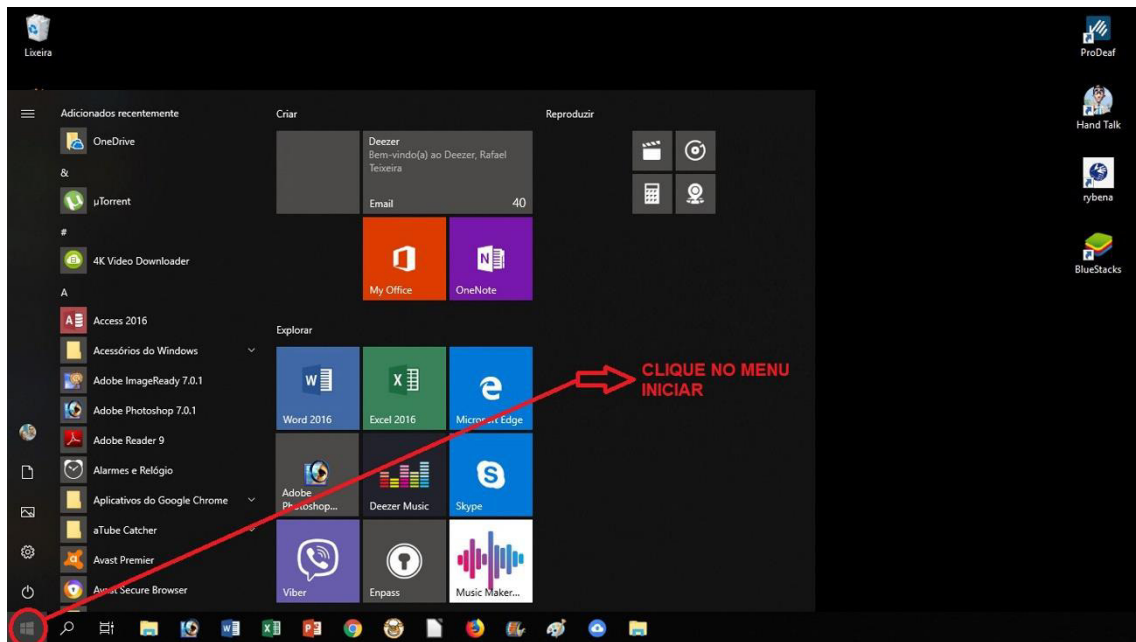 Lixeira
ProDeaf
Hand Talk
rybena
BlueStacks
Adicionados recentemente
OneDrive
&
µTorrent
#
4K Video Downloader
A
Access 2016
Acessórios do Windows
Adobe ImageReady 7.0.1
Adobe Photoshop 7.0.1
Adobe Reader 9
Alarmes e Relógio
Aplicativos do Google Chrome
aTube Catcher
Avast Premier
Avast Secure Browser
Criar
Deezer
Bem-vindo(a) ao Deezer, Rafael
Teixeira
Email 40
My Office
OneNote
Explorar
Word 2016
Excel 2016
Microsoft Edge
Adobe
Photoshop...
Deezer Music
Skype
Viber
Enpass
Music Maker...
Reproduzir
CLIQUE NO MENU
INICIAR